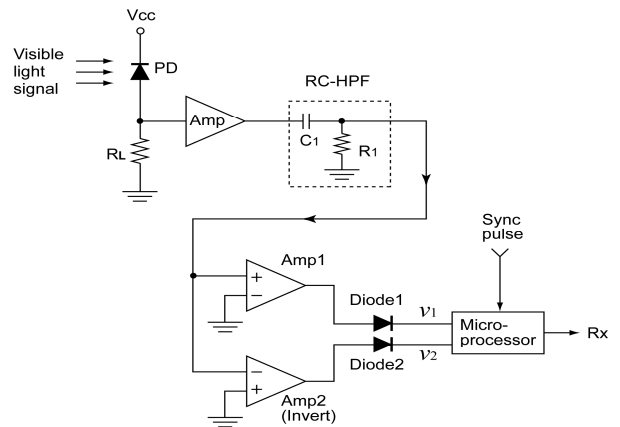 Vcc
Visible
light
signal
PD
RC-HPF
Amp
C1
R1
RL
Sync
pulse
Amp1
+
−
Diode1
v1
Micro-
processor
Rx
Diode2
v2
−
+
Amp2
(Invert)